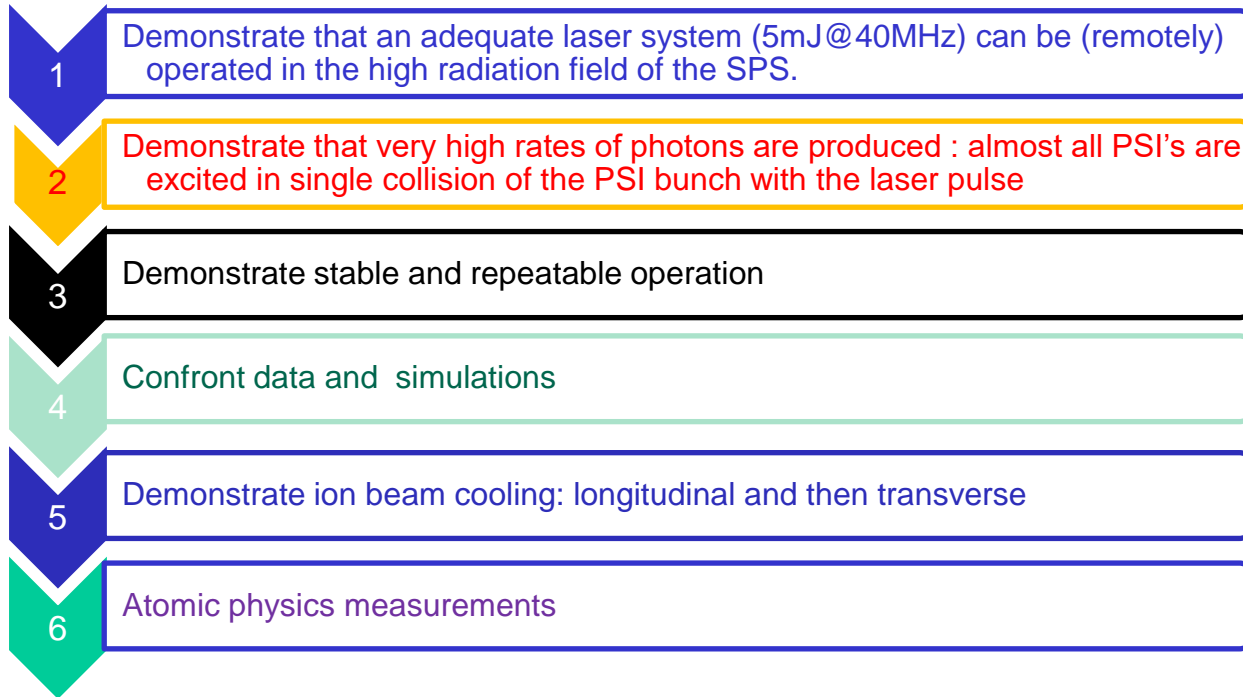 1
Demonstrate that an adequate laser system (5mJ@40MHz) can be (remotely)
operated in the high radiation field of the SPS.
2
Demonstrate that very high rates of photons are produced : almost all PSI's are
excited in single collision of the PSI bunch with the laser pulse
3
Demonstrate stable and repeatable operation
4
Confront data and  simulations
5
Demonstrate ion beam cooling: longitudinal and then transverse
6
Atomic physics measurements